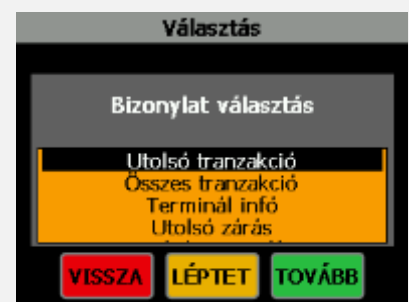 Választás
Bizonylat választás
Utolsó tranzakció
Összes tranzakció
Terminál infó
Utolsó zárás
VISSZA LÉPTET TOVÁBB